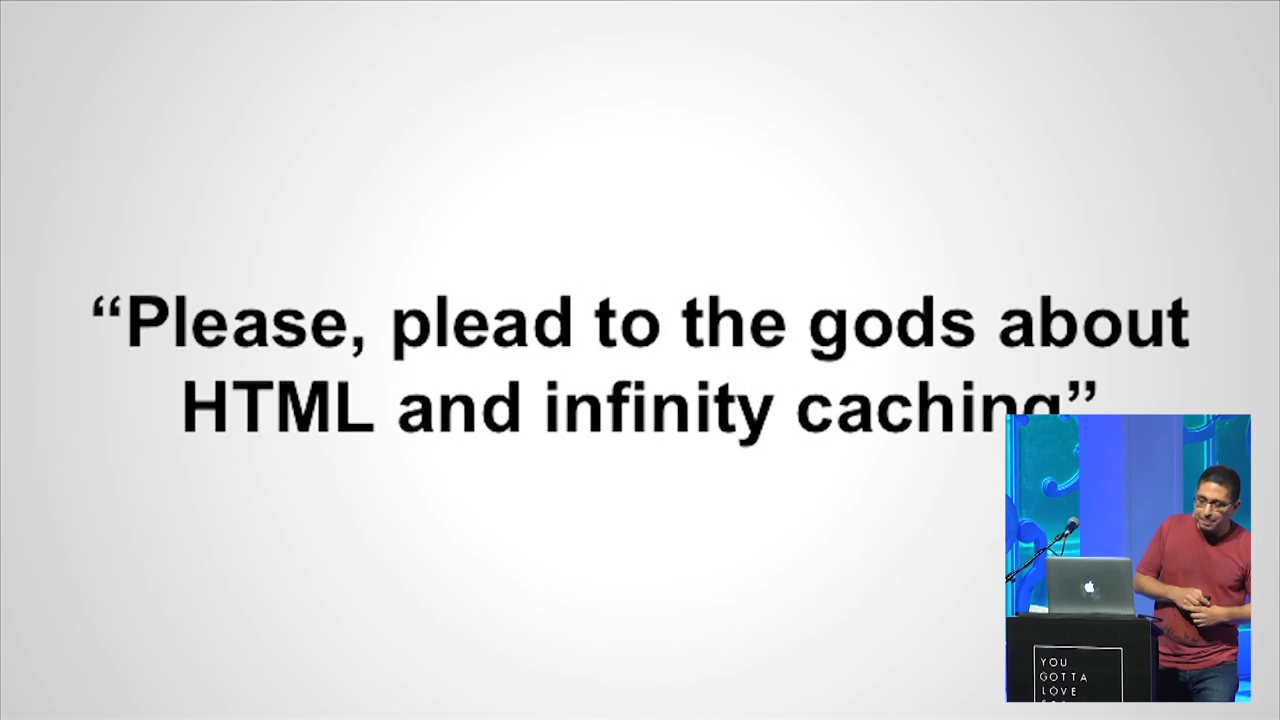 “Please, plead to the gods about
HTML and infinity caching”
YOU
GOTTA
LOVE